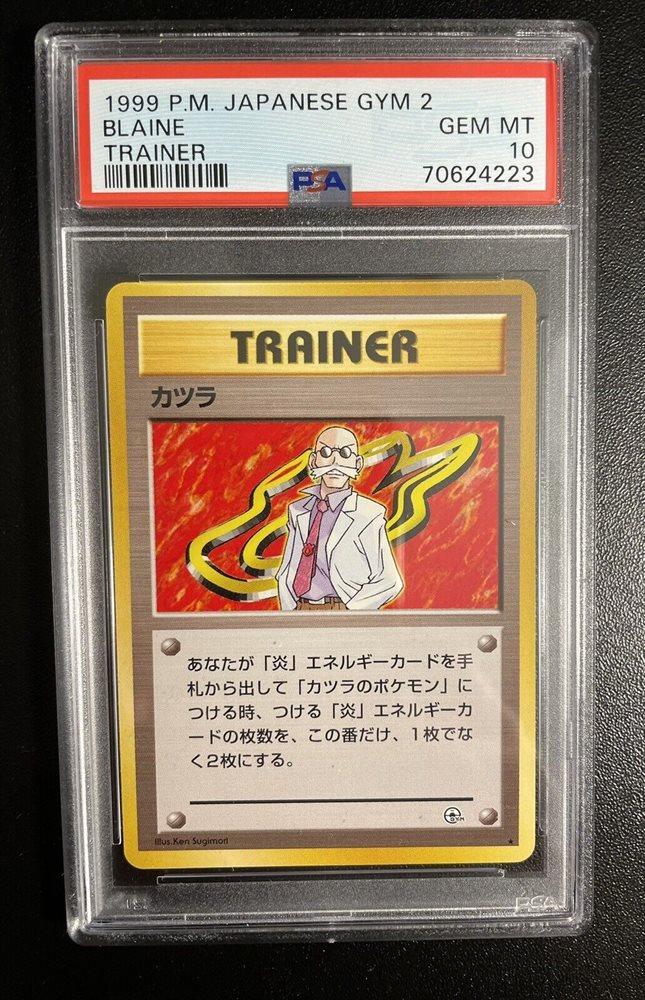 1999 P.M. JAPANESE GYM 2
BLAINE GEM MT
TRAINER 10
PSA 70624223
TRAINER
カツラ
あなたが「炎」エネルギーカードを手
札から出して「カツラのポケモン」に
つける時、つける「炎」エネルギーカ
ードの枚数を、この番だけ、1枚でな
く2枚にする。
GYM
Illus.Ken Sugimori
PSA